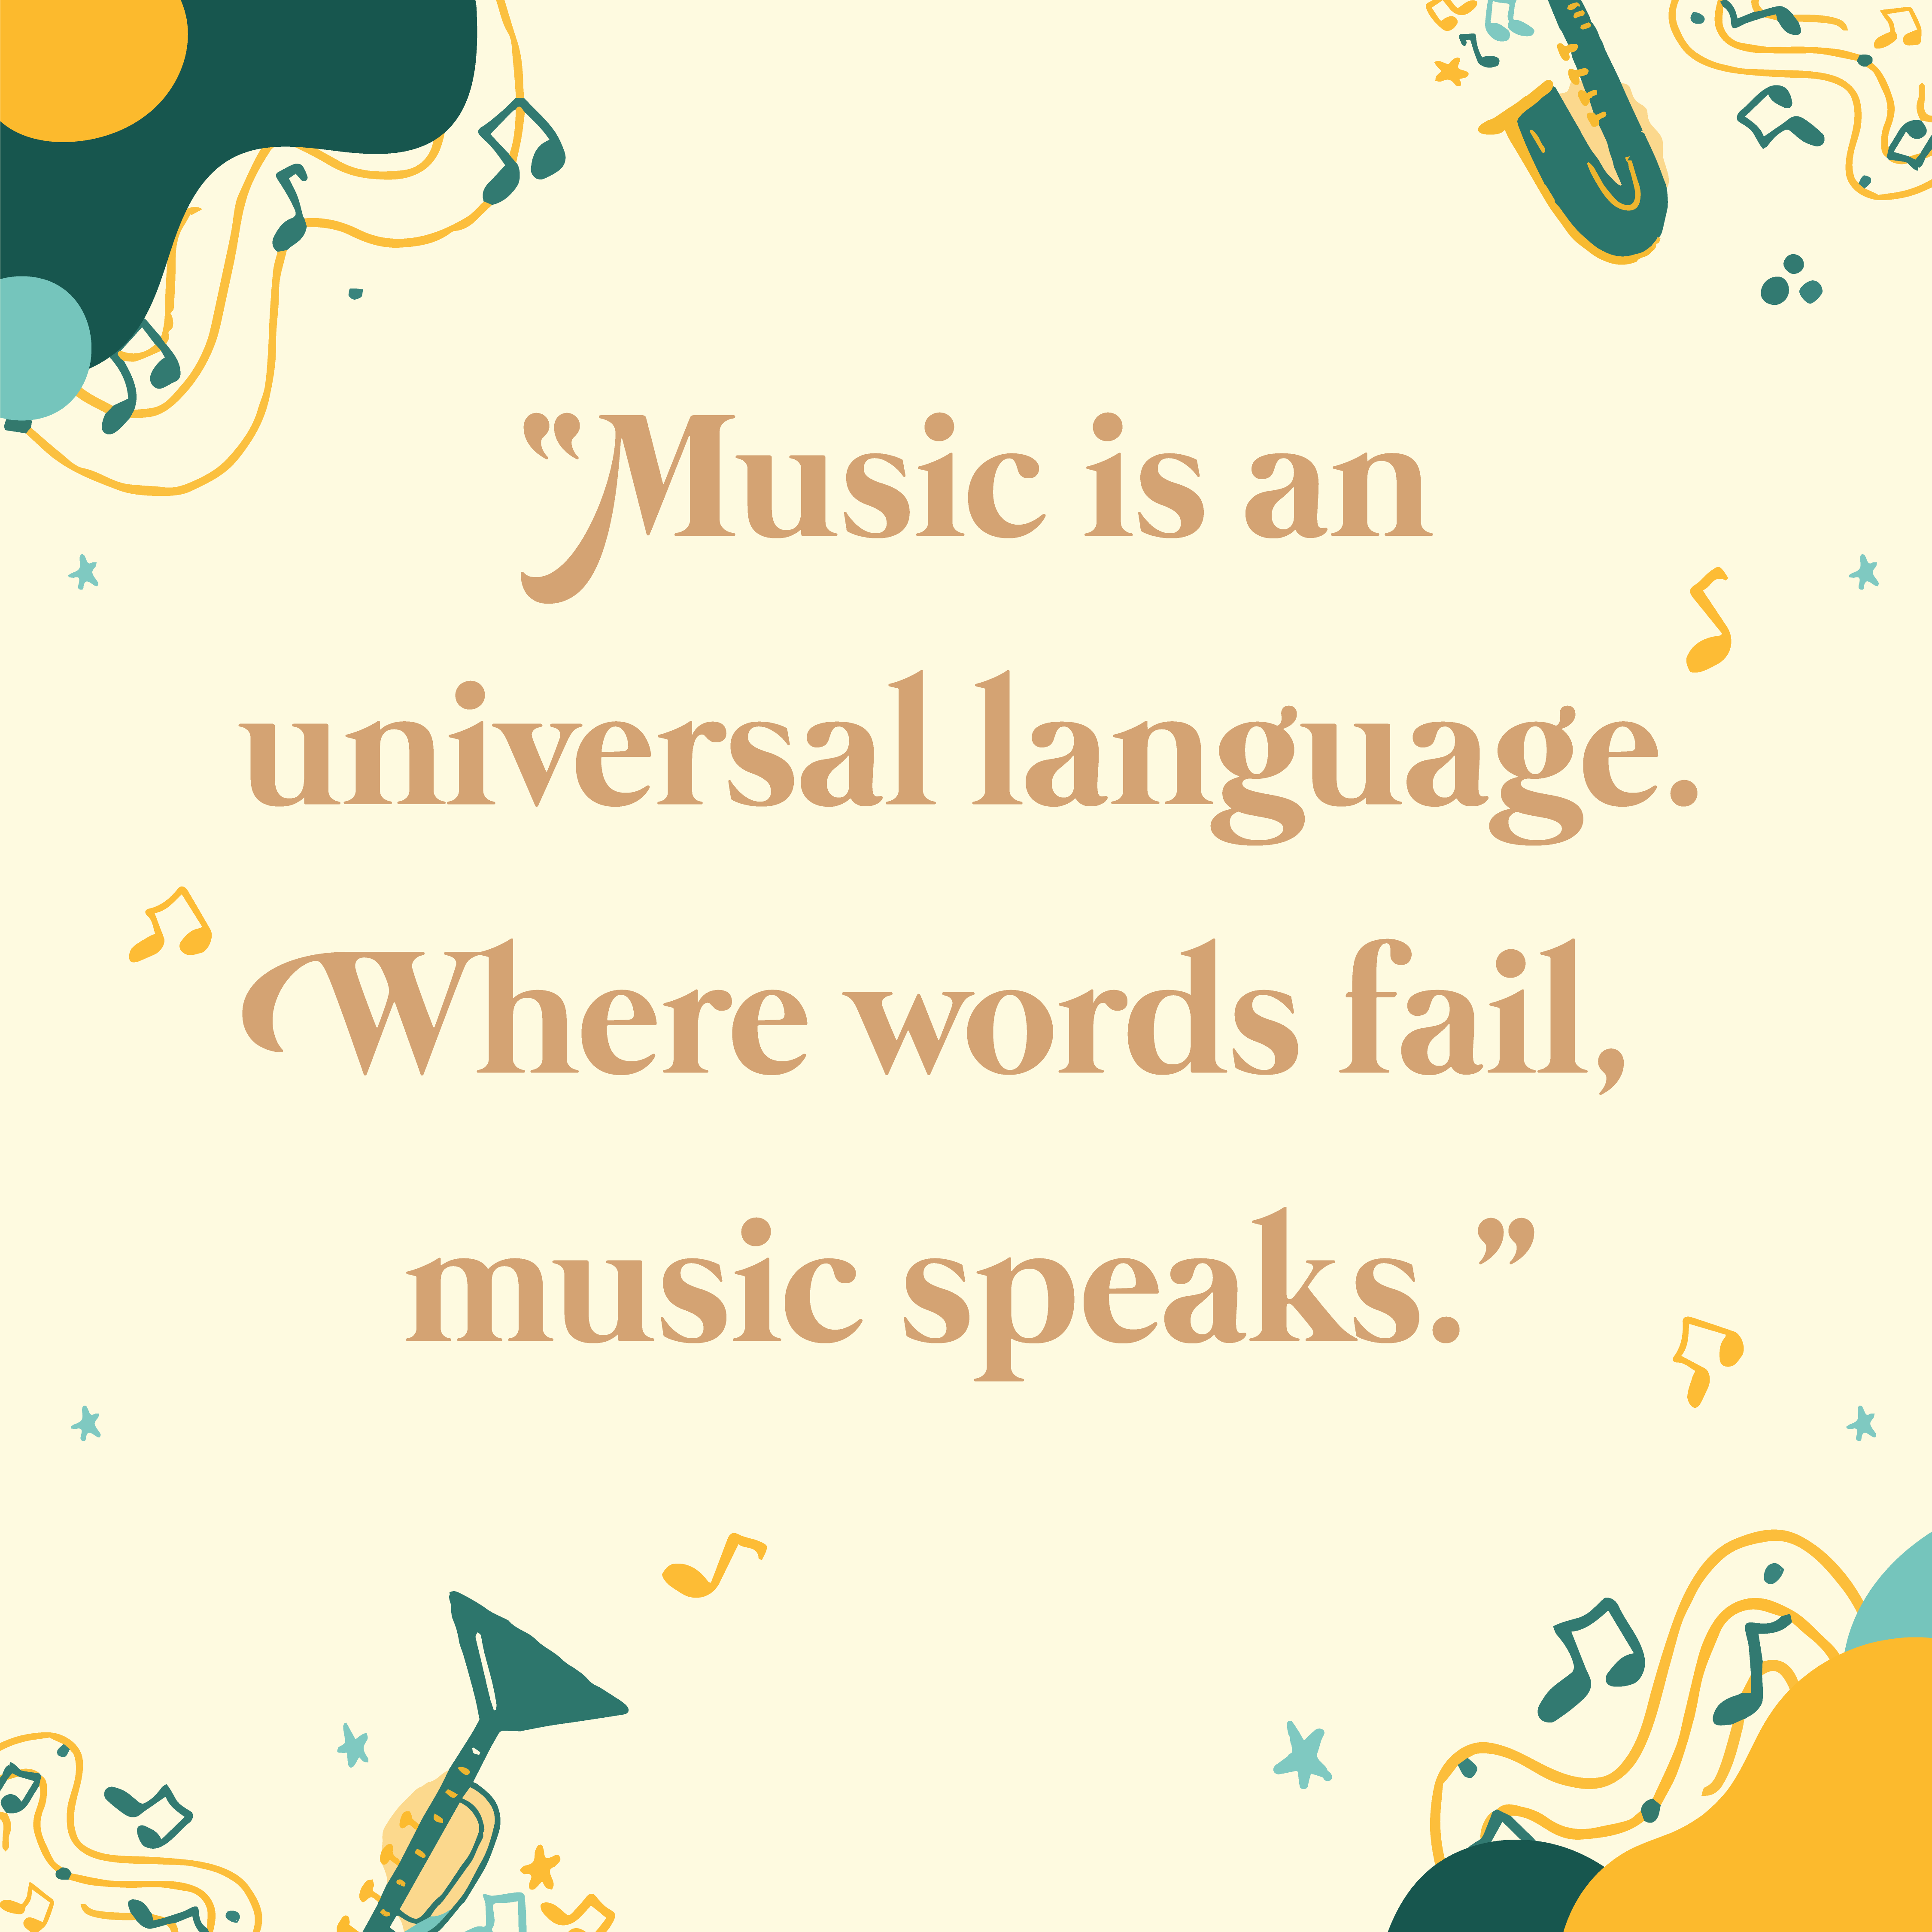 ”Music is an
universal language.
Where words fail,
music speaks.”